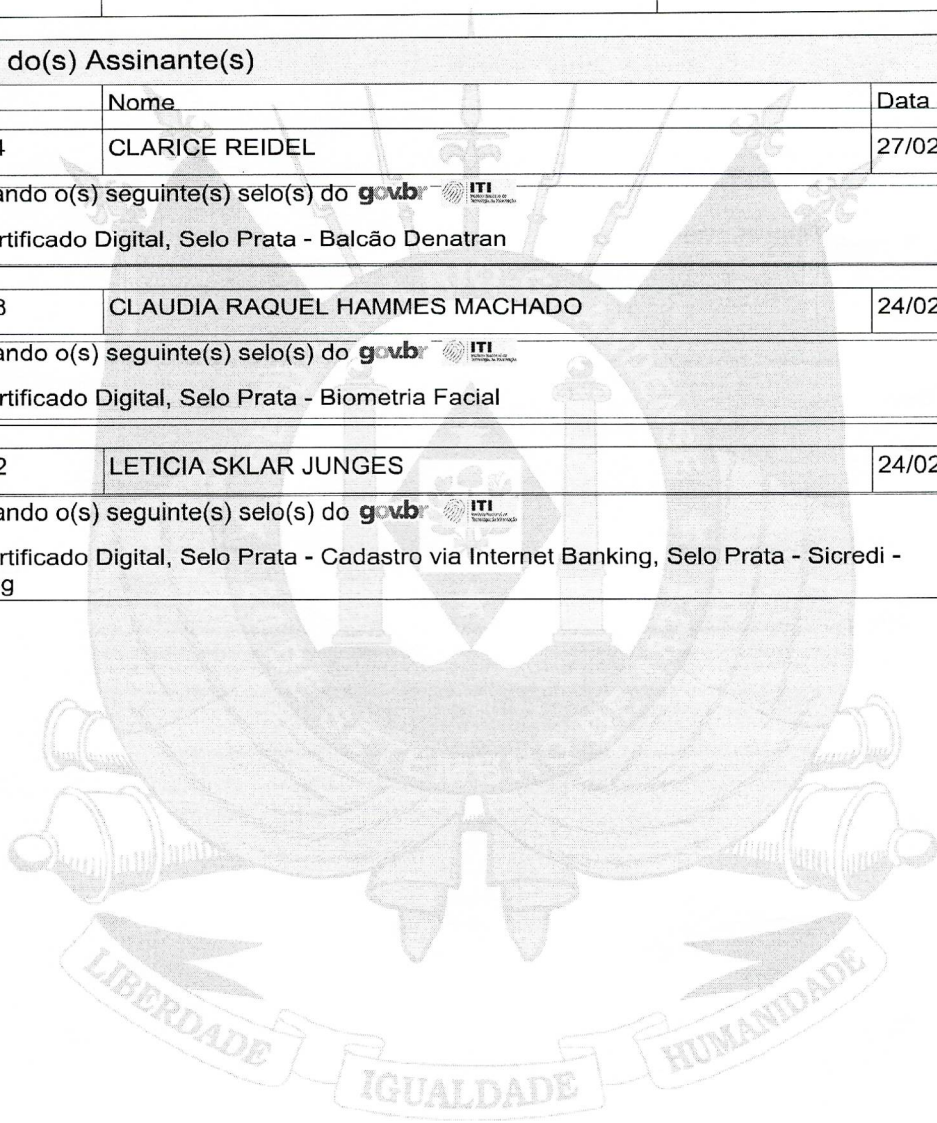 do(s) Assinante(s)
Nome Data
4 CLARICE REIDEL 27/02
ando o(s) seguinte(s) selo(s) do gov.br ITI
rtificado Digital, Selo Prata - Balcão Denatran
3 CLAUDIA RAQUEL HAMMES MACHADO 24/02
ando o(s) seguinte(s) selo(s) do gov.br ITI
rtificado Digital, Selo Prata - Biometria Facial
2 LETICIA SKLAR JUNGES 24/02
ando o(s) seguinte(s) selo(s) do gov.br ITI
rtificado Digital, Selo Prata - Cadastro via Internet Banking, Selo Prata - Sicredi -
g
LIBERDADE
IGUALDADE
HUMANIDADE